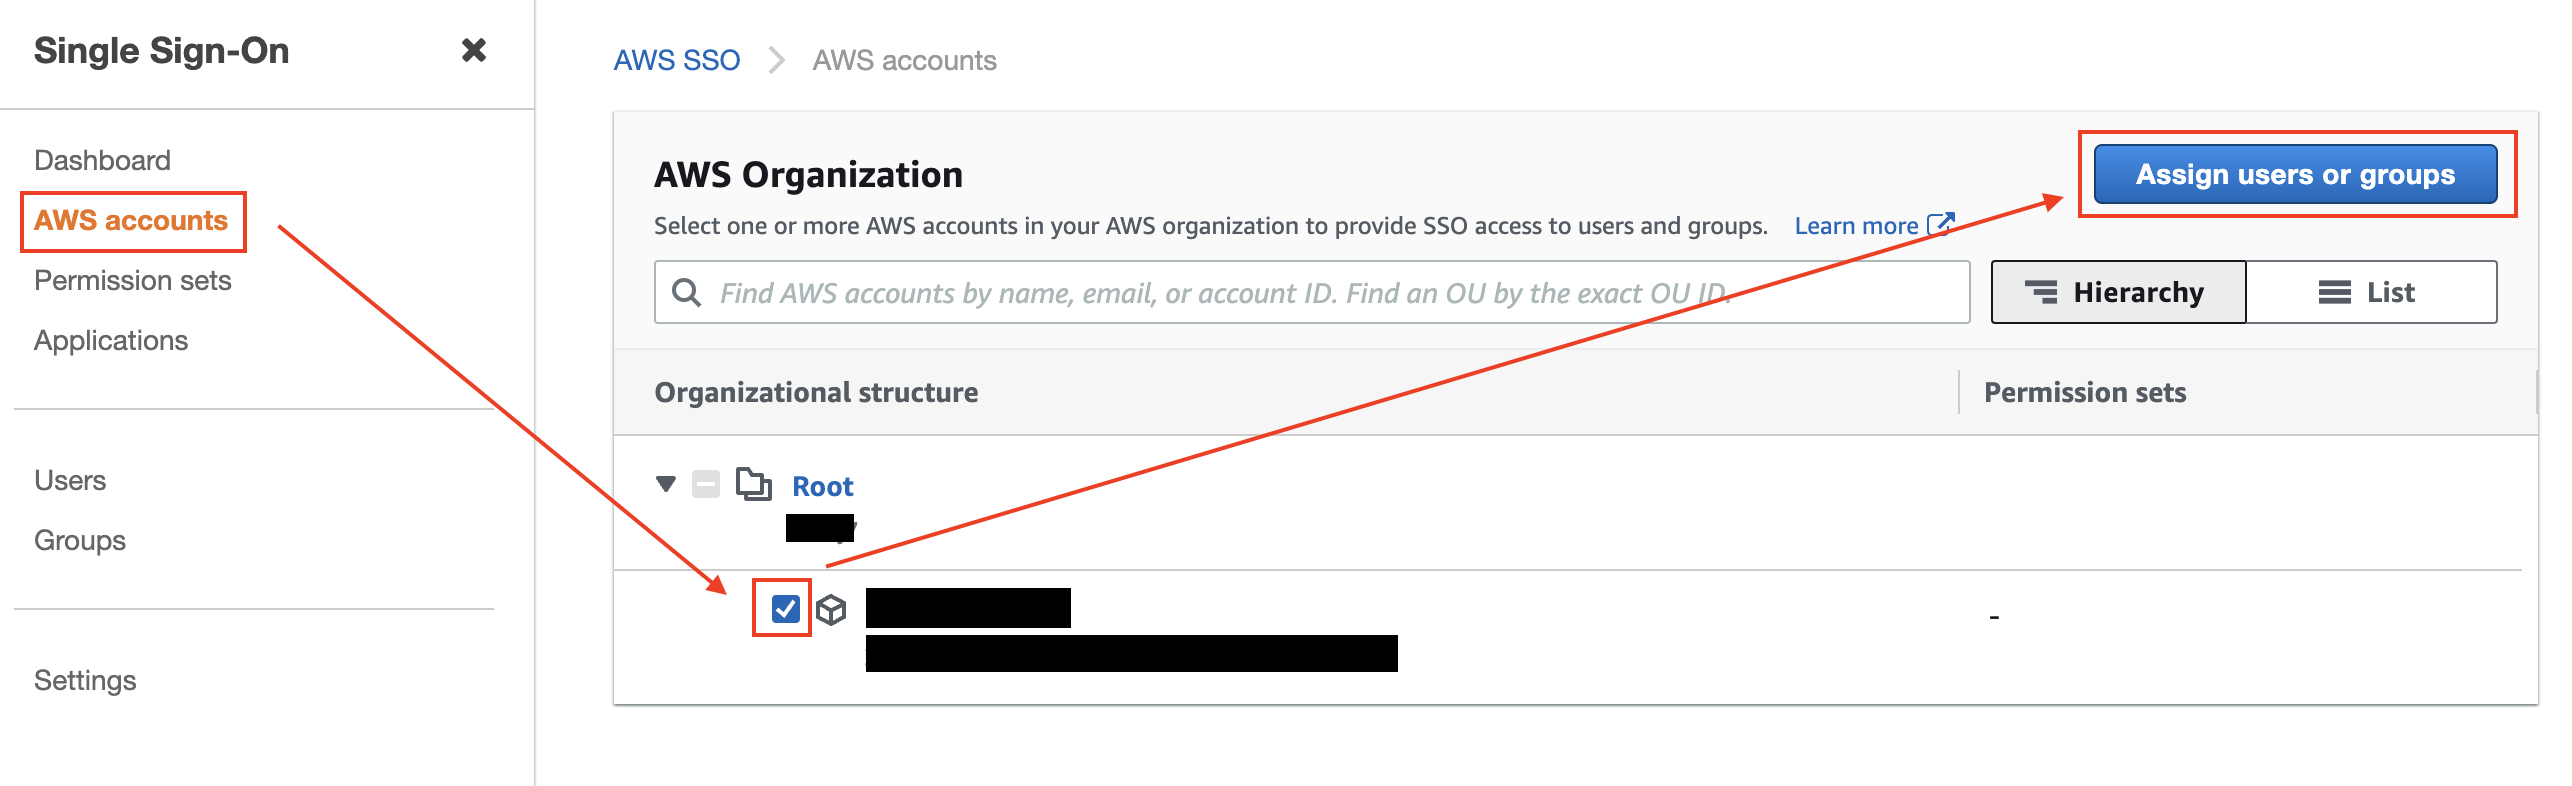 Single Sign-On
Dashboard
AWS accounts
Permission sets
Applications
Users
Groups
Settings
AWS SSO
AWS accounts
AWS Organization
Assign users or groups
Select one or more AWS accounts in your AWS organization to provide SSO access to users and groups. Learn more
Find AWS accounts by name, email, or account ID. Find an OU by the exact OU ID.
Hierarchy
List
Organizational structure
Permission sets
Root
-